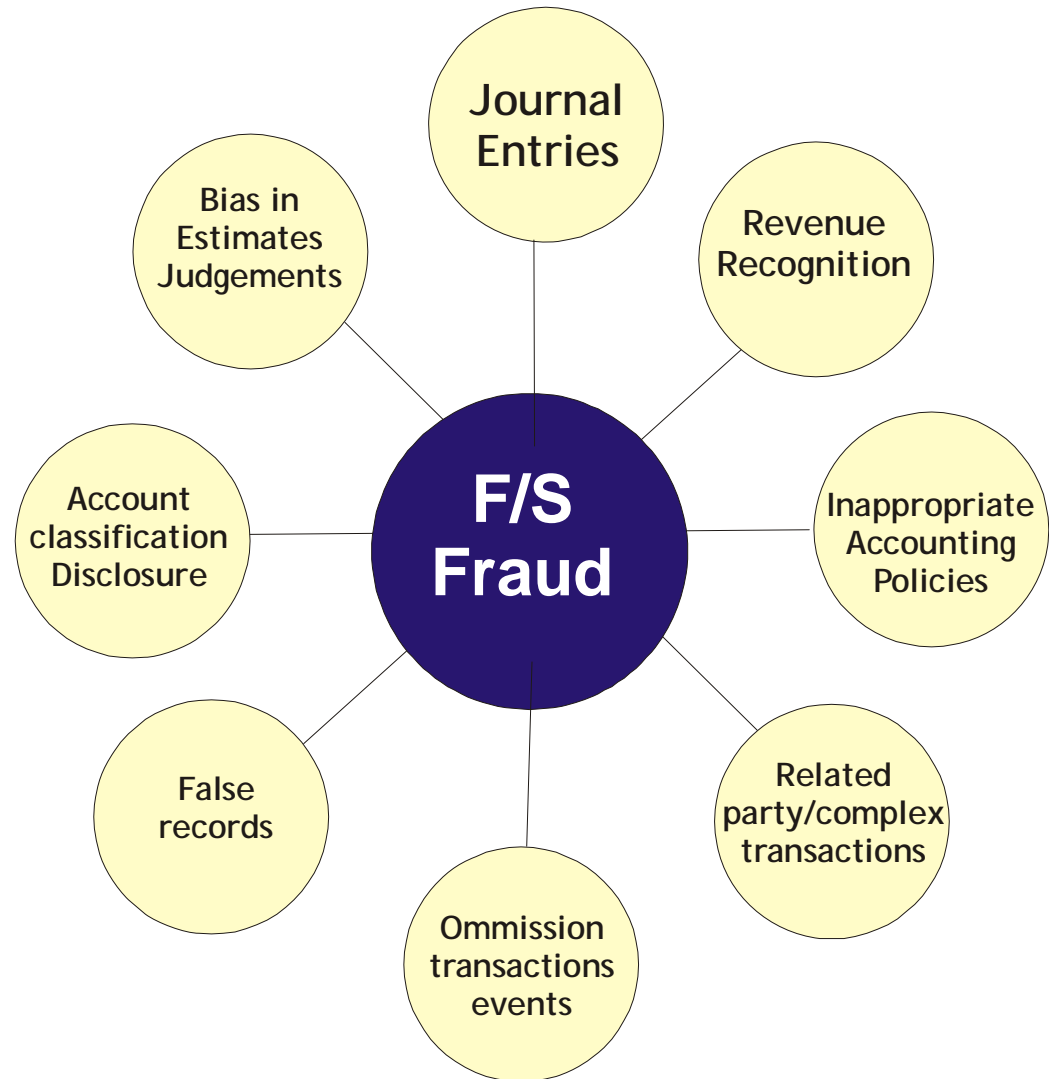 Journal
Entries
Bias in
Estimates
Judgements
Revenue
Recognition
F/S
Fraud
Account
classification
Disclosure
Inappropriate
Accounting
Policies
False
records
Related
party/complex
transactions
Ommission
transactions
events